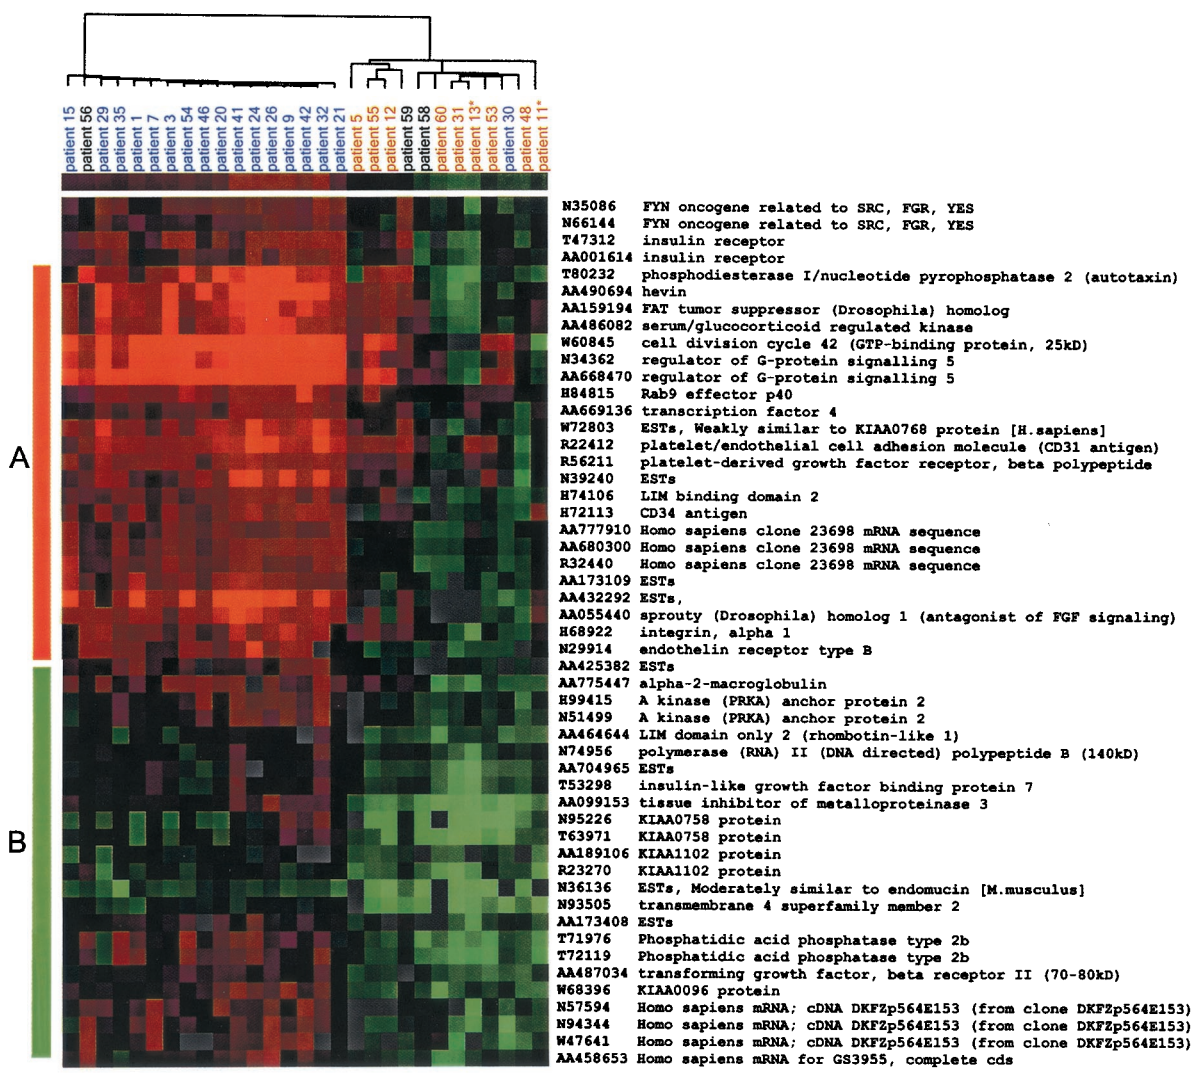 patient 15
patient 56
patient 29
patient 35
patient 1
patient 7
patient 3
patient 54
patient 46
patient 20
patient 41
patient 24
patient 26
patient 9
patient 42
patient 32
patient 21
patient 5
patient 55
patient 12
patient 59
patient 58
patient 60
patient 31
patient 13*
patient 53
patient 30
patient 48
patient 11*
N35086 FYN oncogene related to SRC, FGR, YES
N66144 FYN oncogene related to SRC, FGR, YES
T47312 insulin receptor
AA001614 insulin receptor
T80232 phosphodiesterase I/nucleotide pyrophosphatase 2 (autotaxin)
AA490694 hevin
AA159194 FAT tumor suppressor (Drosophila) homolog
AA486082 serum/glucocorticoid regulated kinase
W60845 cell division cycle 42 (GTP-binding protein, 25kD)
N34362 regulator of G-protein signalling 5
AA668470 regulator of G-protein signalling 5
H84815 Rab9 effector p40
AA669136 transcription factor 4
W72803 ESTs, Weakly similar to KIAA0768 protein [H.sapiens]
R22412 platelet/endothelial cell adhesion molecule (CD31 antigen)
A
R56211 platelet-derived growth factor receptor, beta polypeptide
N39240 ESTs
H74106 LIM binding domain 2
H72113 CD34 antigen
AA777910 Homo sapiens clone 23698 mRNA sequence
AA680300 Homo sapiens clone 23698 mRNA sequence
R32440 Homo sapiens clone 23698 mRNA sequence
AA173109 ESTs
AA432292 ESTs,
AA055440 sprouty (Drosophila) homolog 1 (antagonist of FGF signaling)
H68922 integrin, alpha 1
N29914 endothelin receptor type B
AA425382 ESTs
AA775447 alpha-2-macroglobulin
H99415 A kinase (PRKA) anchor protein 2
N51499 A kinase (PRKA) anchor protein 2
AA464644 LIM domain only 2 (rhombotin-like 1)
N74956 polymerase (RNA) II (DNA directed) polypeptide B (140kD)
AA704965 ESTs
T53298 insulin-like growth factor binding protein 7
AA099153 tissue inhibitor of metalloproteinase 3
N95226 KIAA0758 protein
T63971 KIAA0758 protein
B
AA189106 KIAA1102 protein
R23270 KIAA1102 protein
N36136 ESTs, Moderately similar to endomucin [M.musculus]
N93505 transmembrane 4 superfamily member 2
AA173408 ESTs
T71976 Phosphatidic acid phosphatase type 2b
T72119 Phosphatidic acid phosphatase type 2b
AA487034 transforming growth factor, beta receptor II (70-80kD)
W68396 KIAA0096 protein
N57594 Homo sapiens mRNA; cDNA DKFZp564E153 (from clone DKFZp564E153)
N94344 Homo sapiens mRNA; cDNA DKFZp564E153 (from clone DKFZp564E153)
W47641 Homo sapiens mRNA; cDNA DKFZp564E153 (from clone DKFZp564E153)
AA458653 Homo sapiens mRNA for GS3955, complete cds